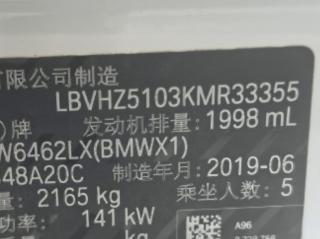 有限公司制造
LBVHZ5103KMR33355
)牌 发动机排量: 1998 mL
W6462LX(BMWX1)
48A20C 制造年月: 2019-06
2165 kg 乘坐人数: 5
141 kW
A96